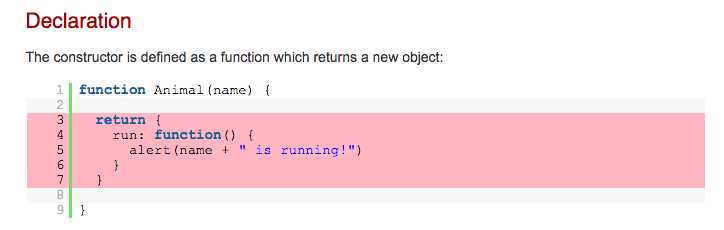 Declaration
The constructor is defined as a function which returns a new object:
1 function Animal(name) {
2
3 return {
4 run: function() {
5 alert(name + " is running!")
6 }
7 }
8
9 }